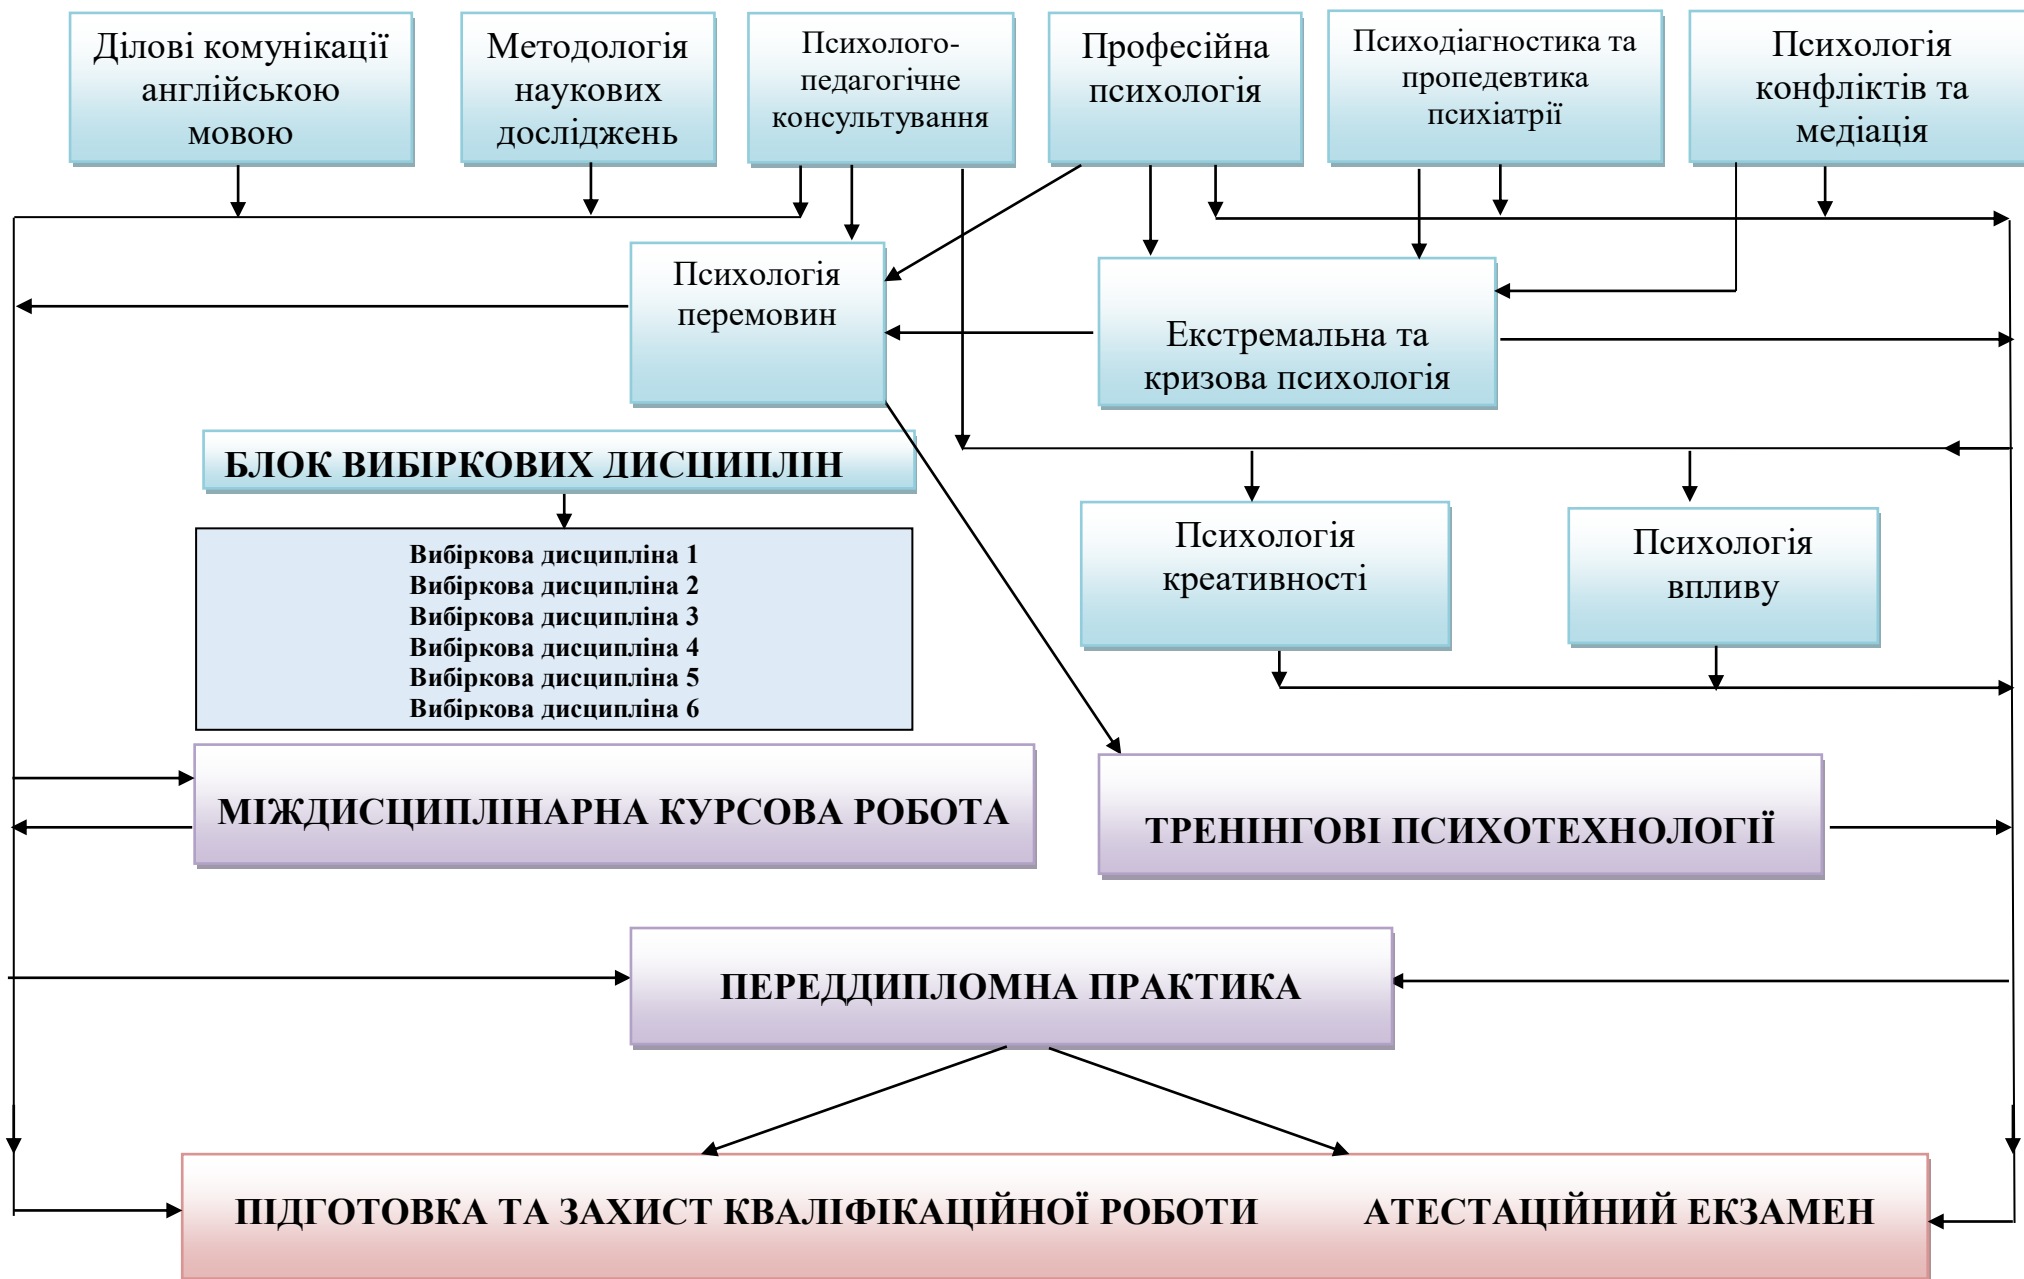 Ділові комунікації
англійською
мовою
Методологія
наукових
досліджень
Психолого-
педагогічне
консультування
Професійна
психологія
Психодіагностика та
пропедевтика
психіатрії
Психологія
конфліктів та
медіація
Психологія
перемовин
Екстремальна та
кризова психологія
БЛОК ВИБІРКОВИХ ДИСЦИПЛІН
Вибіркова дисципліна 1
Вибіркова дисципліна 2
Вибіркова дисципліна 3
Вибіркова дисципліна 4
Вибіркова дисципліна 5
Вибіркова дисципліна 6
Психологія
креативності
Психологія
впливу
МІЖДИСЦИПЛІНАРНА КУРСОВА РОБОТА
ТРЕНІНГОВІ ПСИХОТЕХНОЛОГІЇ
ПЕРЕДДИПЛОМНА ПРАКТИКА
ПІДГОТОВКА ТА ЗАХИСТ КВАЛІФІКАЦІЙНОЇ РОБОТИ АТЕСТАЦІЙНИЙ ЕКЗАМЕН